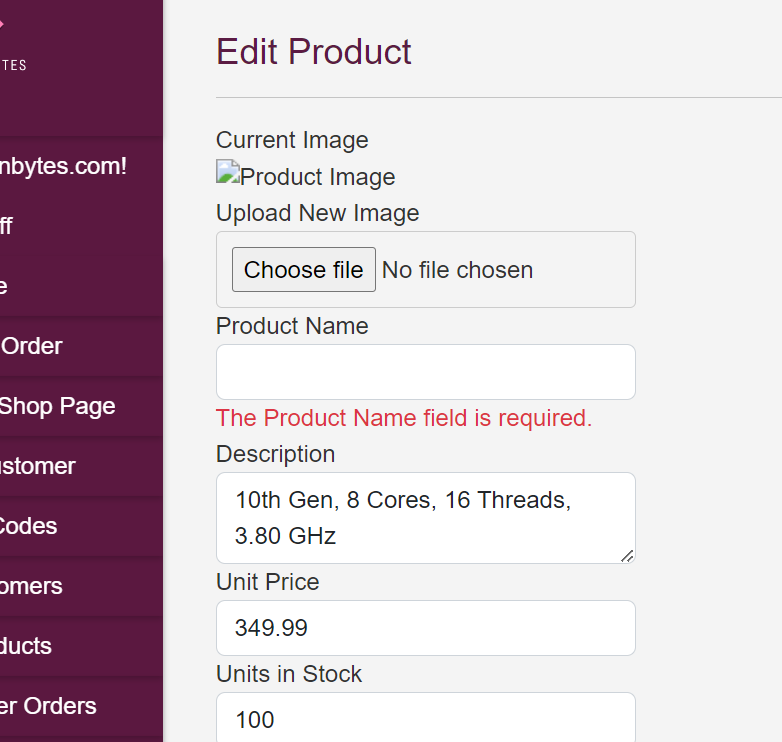 TES
nbytes.com!
ff
e
Order
Shop Page
ustomer
Codes
omers
ducts
er Orders
Edit Product
Current Image
Product Image
Upload New Image
Choose file No file chosen
Product Name
The Product Name field is required.
Description
10th Gen, 8 Cores, 16 Threads,
3.80 GHz
Unit Price
349.99
Units in Stock
100